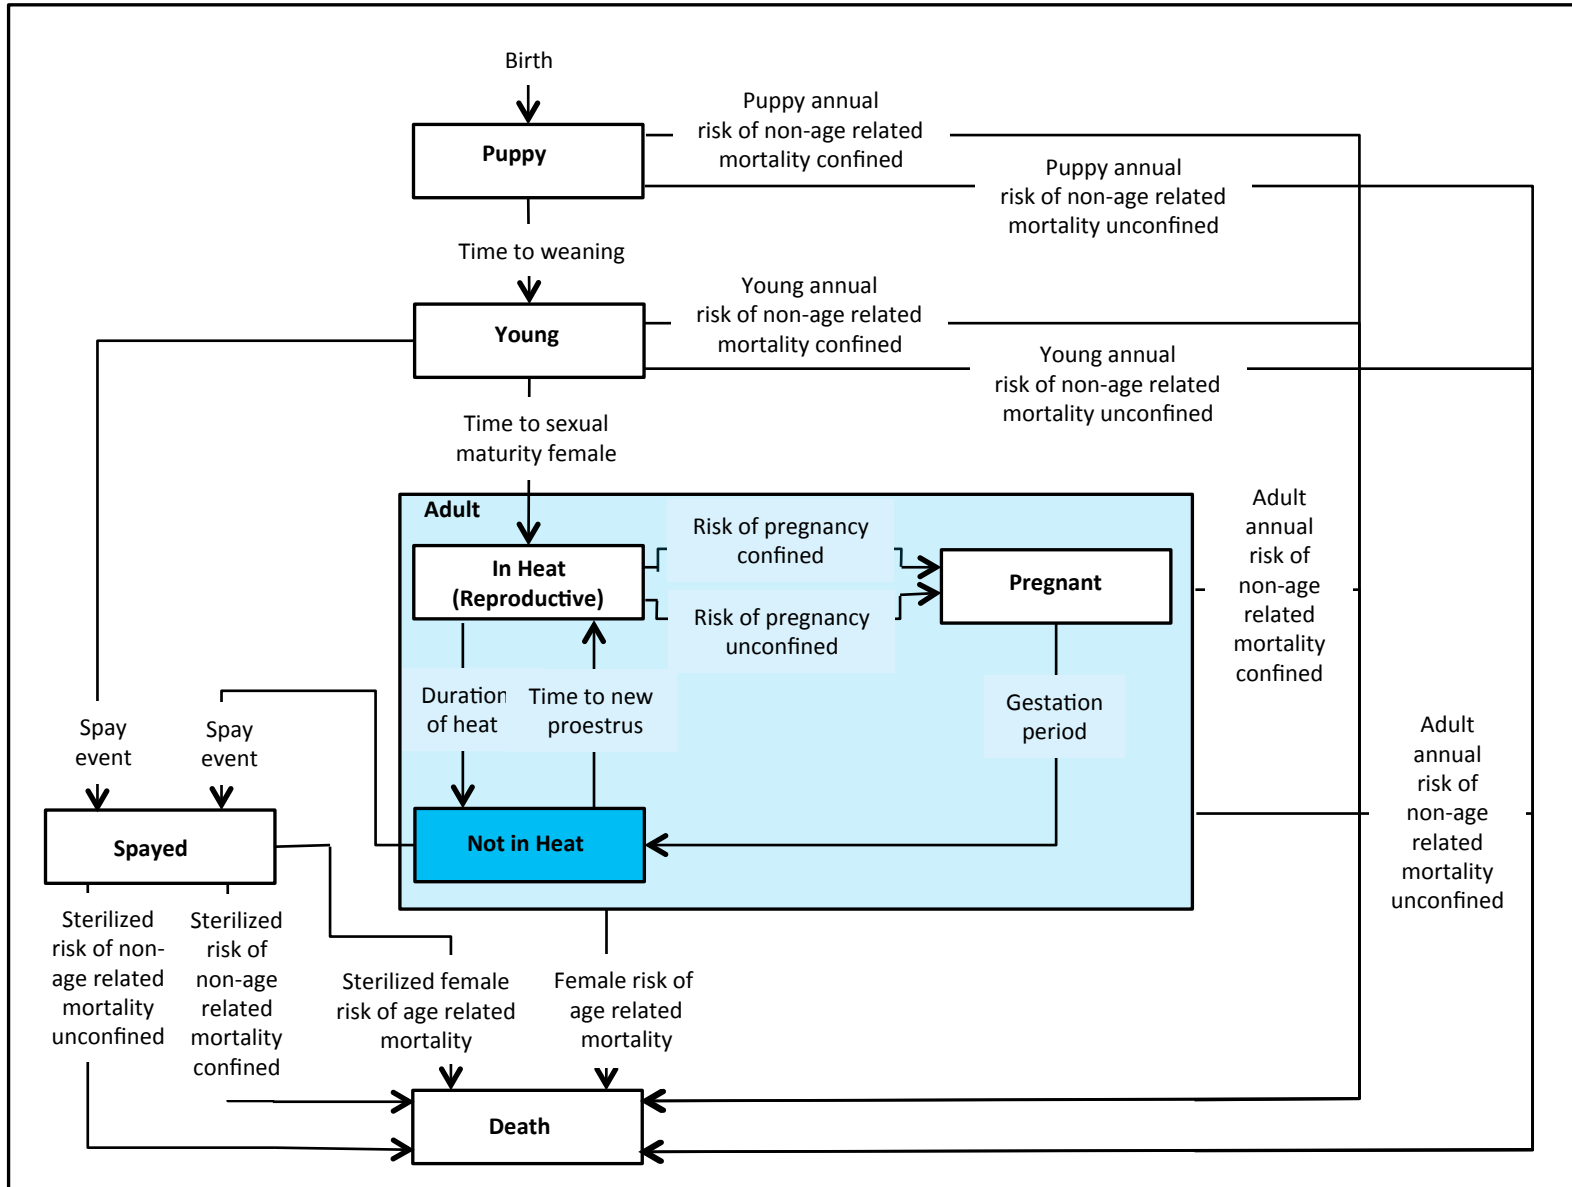 Birth
Puppy annual
risk of non-age related
mortality confined
Puppy
Puppy annual
risk of non-age related
mortality unconfined
Time to weaning
Young annual
risk of non-age related
mortality confined
Young
Young annual
risk of non-age related
mortality unconfined
Time to sexual
maturity female
Adult
Risk of pregnancy
confined
In Heat
(Reproductive)
Pregnant
Risk of pregnancy
unconfined
Adult
annual
risk of
non-age
related
mortality
confined
Duration
of heat
Time to new
proestrus
Gestation
period
Spay
event
Spay
event
Adult
annual
risk of
non-age
related
mortality
unconfined
Spayed
Not in Heat
Sterilized
risk of non-
age related
mortality
unconfined
Sterilized
risk of
non-age
related
mortality
confined
Sterilized female
risk of age related
mortality
Female risk of
age related
mortality
Death